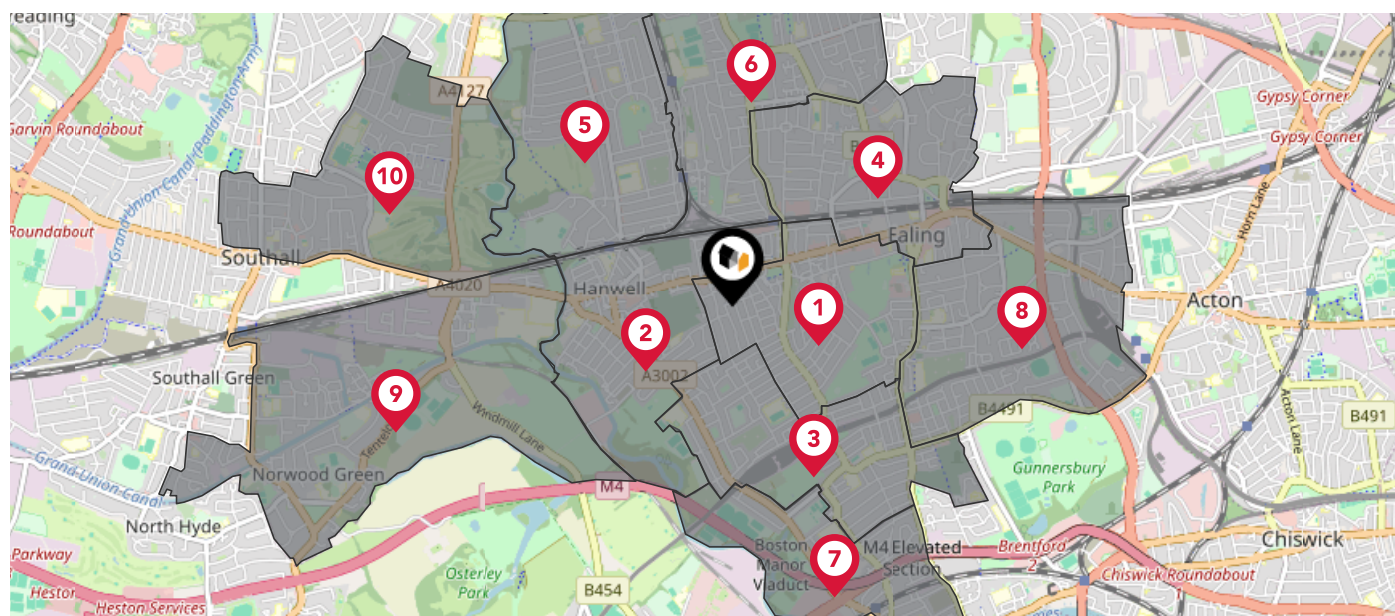 eading
6
Gypsy Corner
A4127
5
Garvin Roundabout
Gypsy Corner
4
10
Grand Union Canal Paddington Arm
Horn Lane
Roundabout
Ealing
Southall
A4020
Hanwell
Acton
1
8
2
Southall Green
A3002
9
B4491
Acton Lane
B491
Windmill Lane
Tentel
3
Grand Union Canal
Norwood Green
Gunnersbury
Park
M4
North Hyde
Chiswick
Parkway
Boston
Manor
Viaduct
M4 Elevated
Section
Brentford
2
7
Osterley
Park
Chiswick Roundabout
Heston
B454
Heston Services